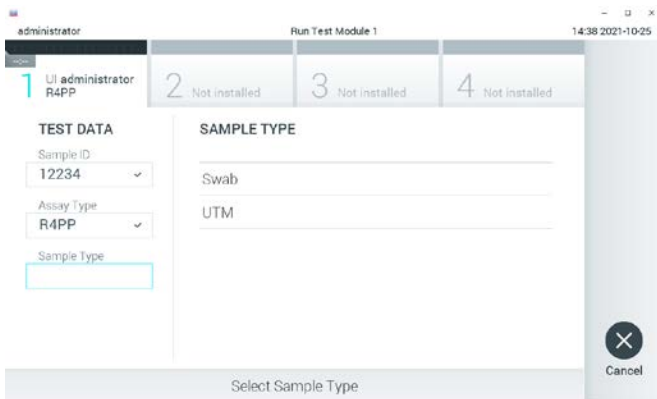 administrator Run Test Module 1 14:38 2021-10-25
1 UI administrator
R4PP
2 Not installed
3 Not installed
4 Not installed
TEST DATA
Sample ID
12234
Assay Type
R4PP
Sample Type
SAMPLE TYPE
Swab
UTM
Cancel
Select Sample Type